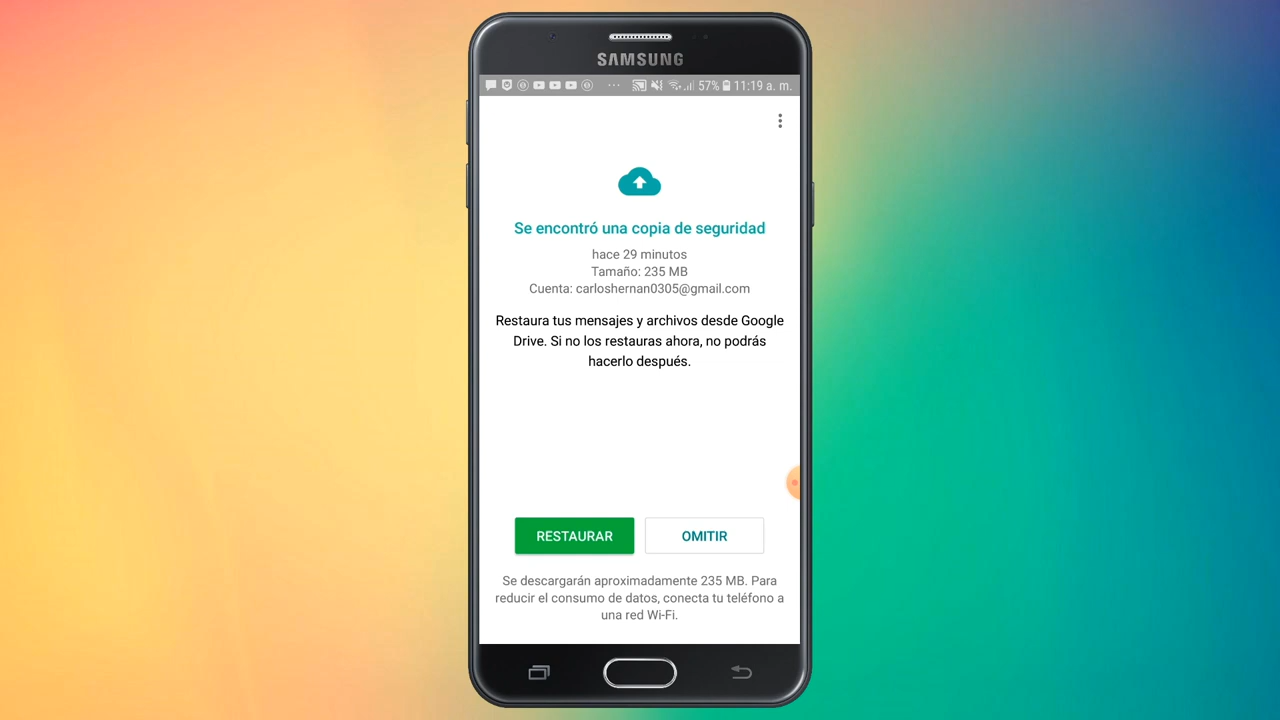 SAMSUNG
57% 11:19 a. m.
Se encontró una copia de seguridad
hace 29 minutos
Tamaño: 235 MB
Cuenta: carloshernan0305@gmail.com
Restaura tus mensajes y archivos desde Google
Drive. Si no los restauras ahora, no podrás
hacerlo después.
RESTAURAR OMITIR
Se descargarán aproximadamente 235 MB. Para
reducir el consumo de datos, conecta tu teléfono a
una red Wi-Fi.